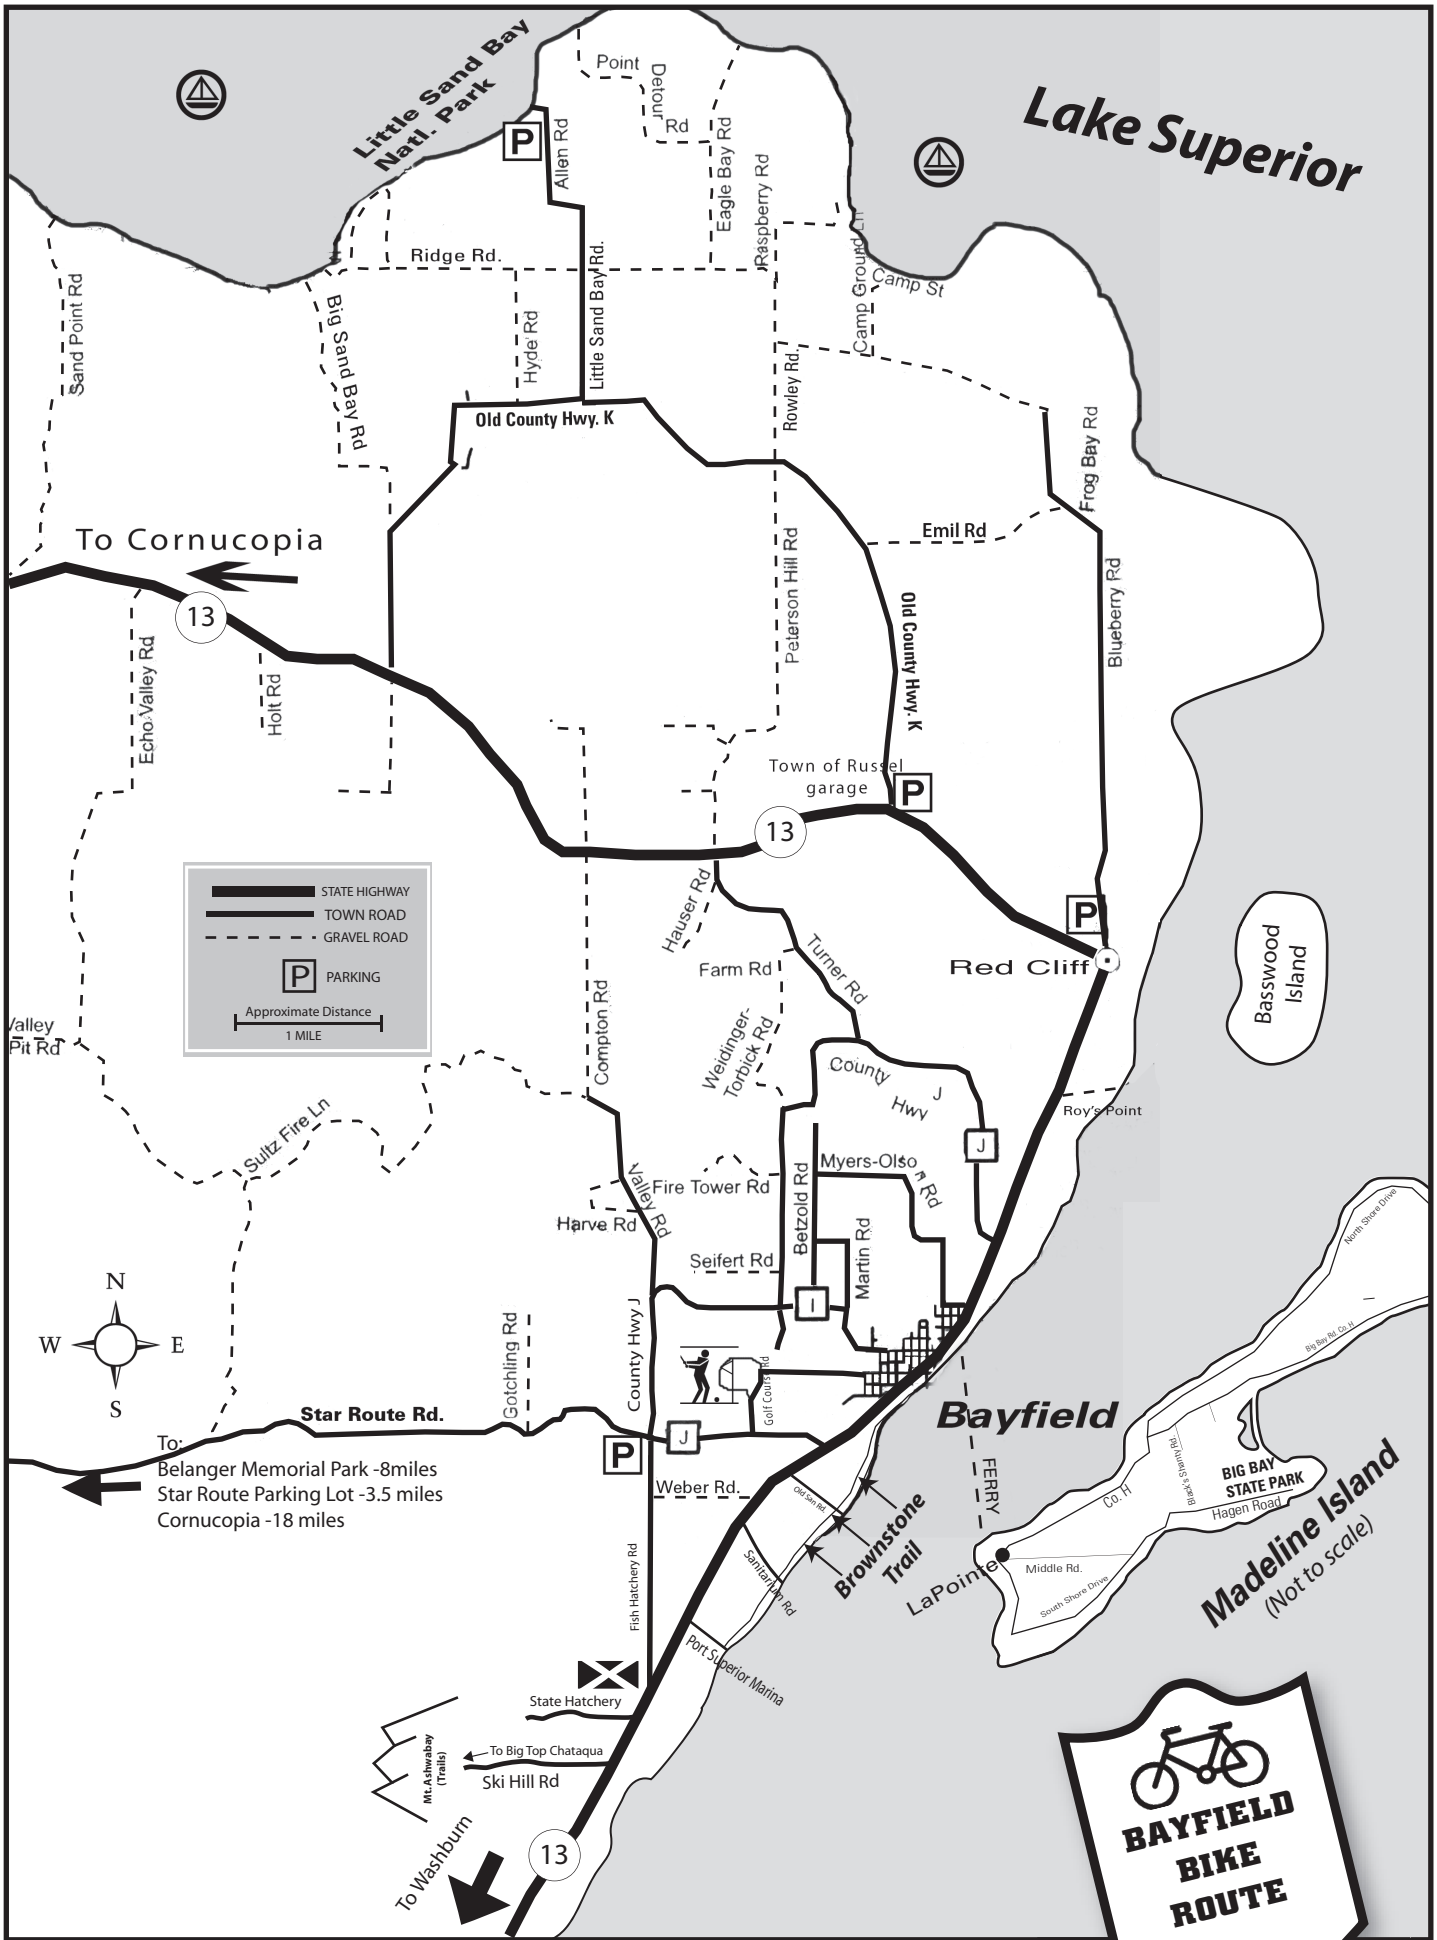 Little Sand Bay
Natl. Park
Lake Superior
Point
Detour
Rd
P
Allen Rd
Eagle Bay Rd
Raspberry Rd
Ridge Rd.
Camp Ground Ln
Camp St
Sand Point Rd
Big Sand Bay Rd
Hyde Rd
Little Sand Bay Rd.
Rowley Rd.
Old County Hwy. K
Frog Bay Rd
To Cornucopia
Emil Rd
13
Peterson Hill Rd
Old County Hwy. K
Blueberry Rd
Echo Valley Rd
Holt Rd
Town of Russel
garage
P
13
STATE HIGHWAY
TOWN ROAD
GRAVEL ROAD
P PARKING
Approximate Distance
1 MILE
Hauser Rd
P
Farm Rd
Turner Rd
Red Cliff
Basswood
Island
Valley
Pit Rd
Compton Rd
Weidinger-
Torbick Rd
County
Hwy
J
J
Roy's Point
Sultz Fire Ln
Valley Rd
Fire Tower Rd
Betzold Rd
Myers-Olso
n Rd
Harve Rd
Seifert Rd
Martin Rd
I
North Shore Drive
Big Bay Rd. Co. H
N
W E
S
Gotchling Rd
County Hwy J
Golf Course Rd
Star Route Rd.
J
P
Bayfield
To:
Belanger Memorial Park -8miles
Star Route Parking Lot -3.5 miles
Cornucopia -18 miles
Weber Rd.
Old San Rd.
FERRY
Black's Shanty Rd.
BIG BAY
STATE PARK
Hagen Road
Co. H
Brownstone
Trail
Sanitarium Rd
Fish Hatchery Rd
LaPointe
Middle Rd.
South Shore Drive
Madeline Island
(Not to scale)
Port Superior Marina
State Hatchery
To Big Top Chataqua
Ski Hill Rd
Mt. Ashwabay
(Trails)
To Washburn
13
BAYFIELD
BIKE
ROUTE